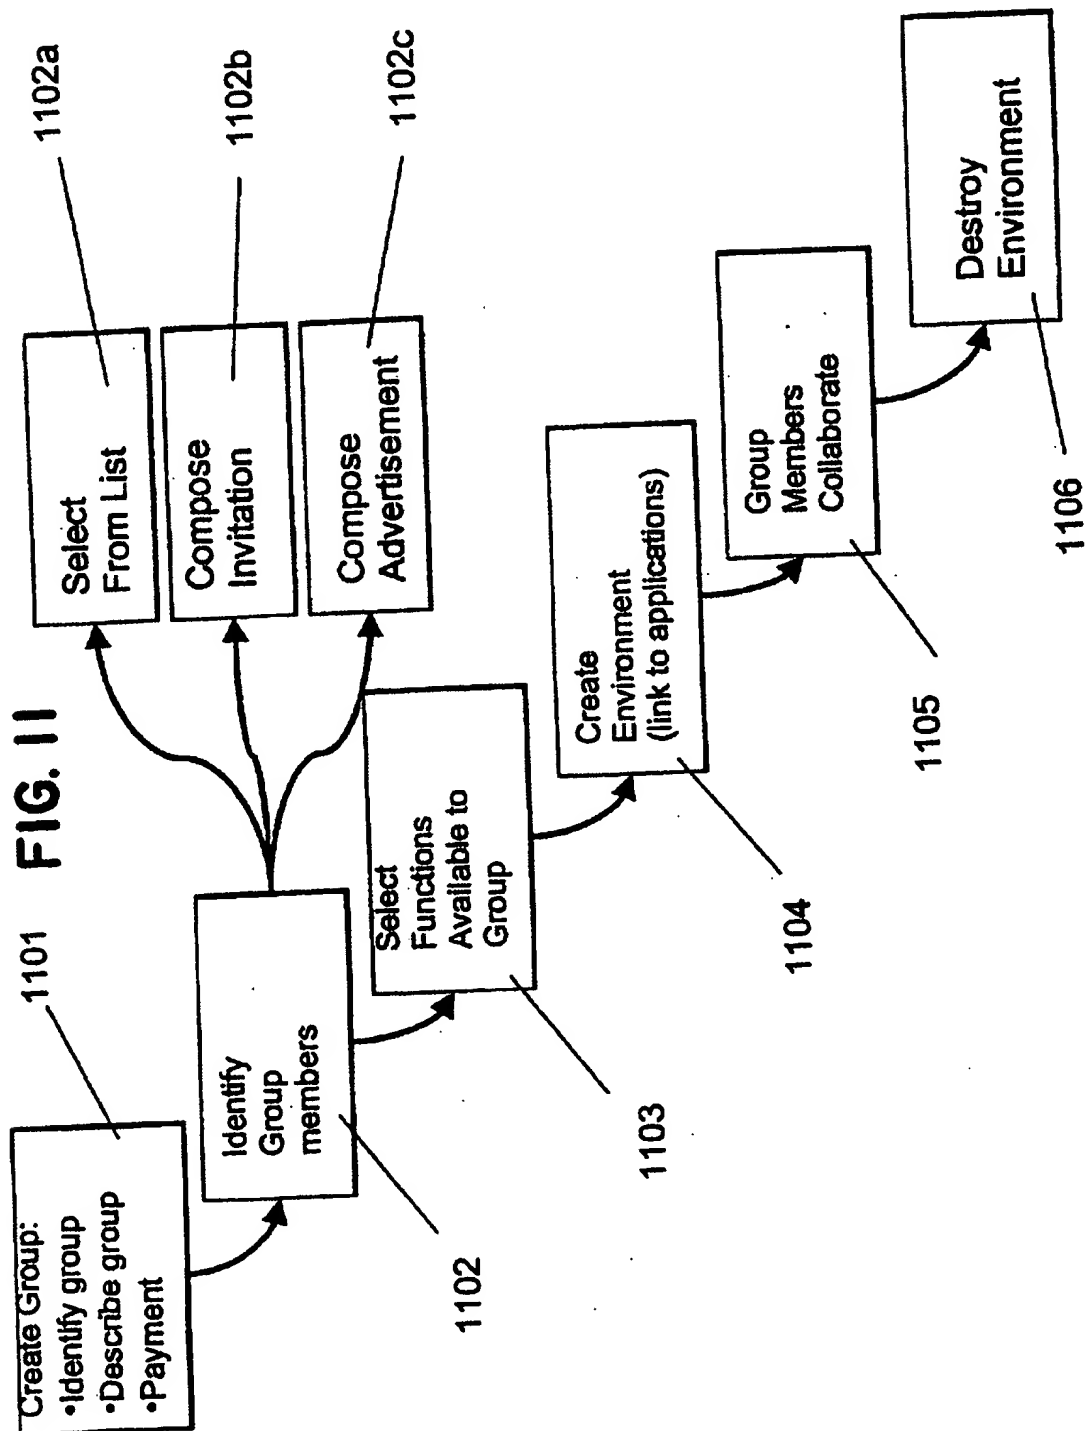 FIG. 11
1101
Create Group:
•Identify group
•Describe group
•Payment
1102
Identify
Group
members
1102a
Select
From List
1102b
Compose
Invitation
1102c
Compose
Advertisement
1103
Select
Functions
Available to
Group
1104
Create
Environment
(link to applications)
1105
Group
Members
Collaborate
1106
Destroy
Environment